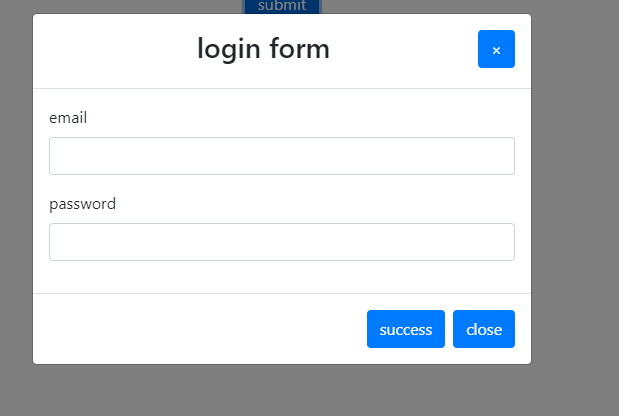 submit
login form
×
email
password
success
close